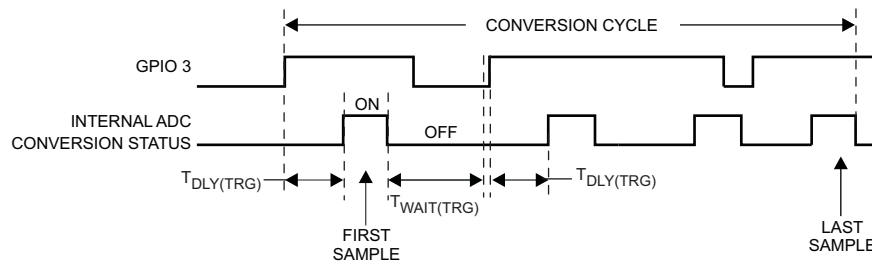 CONVERSION CYCLE
GPIO 3
ON
INTERNAL ADC
CONVERSION STATUS
OFF
TDLY(TRG)
TWAIT(TRG)
TDLY(TRG)
FIRST
SAMPLE
LAST
SAMPLE